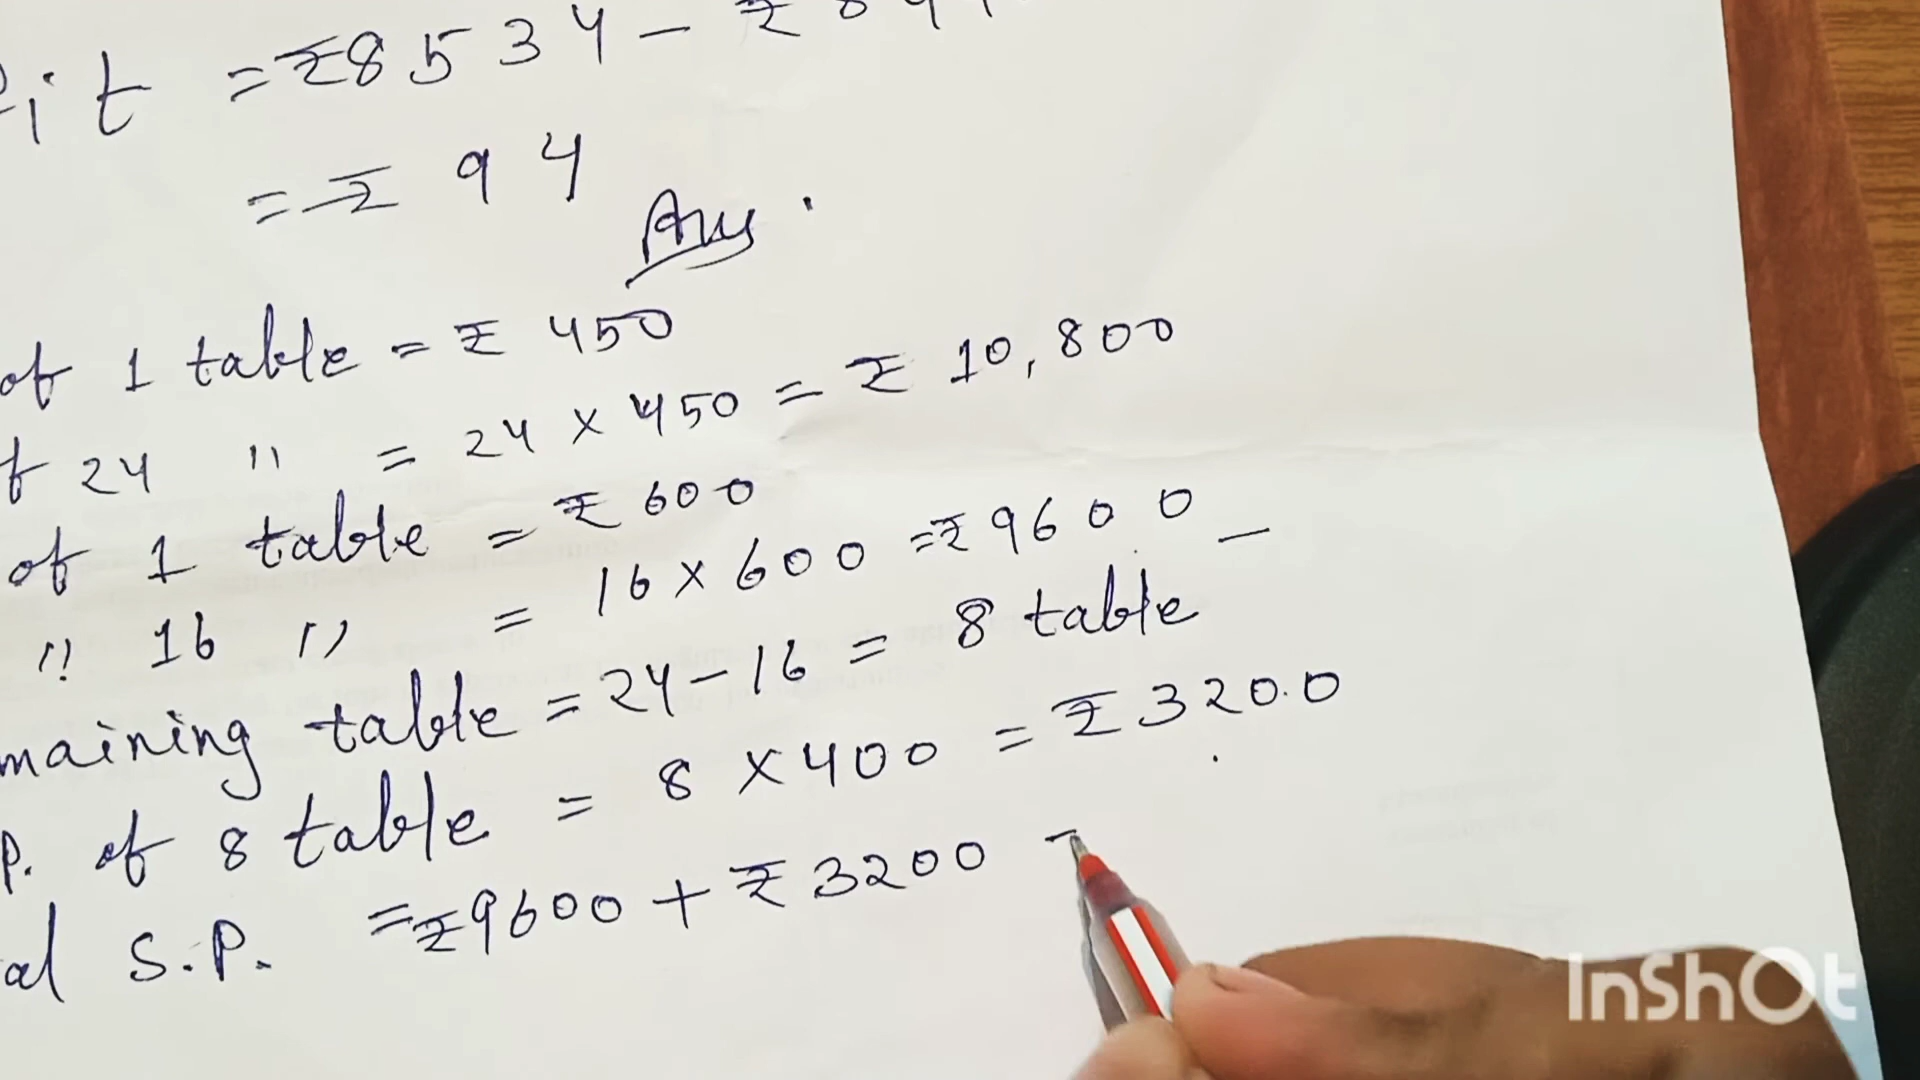 it = ₹8534 - ₹
= ₹ 94
Ans.
of 1 table = ₹ 450
24 " = 24 × 450 = ₹ 10,800
of 1 table = ₹ 600
" 16 " = 16 × 600 = ₹9600
maining table = 24 - 16 = 8 table
P. of 8 table = 8 × 400 = ₹3200
al S.P. = ₹9600 + ₹3200
InShOt